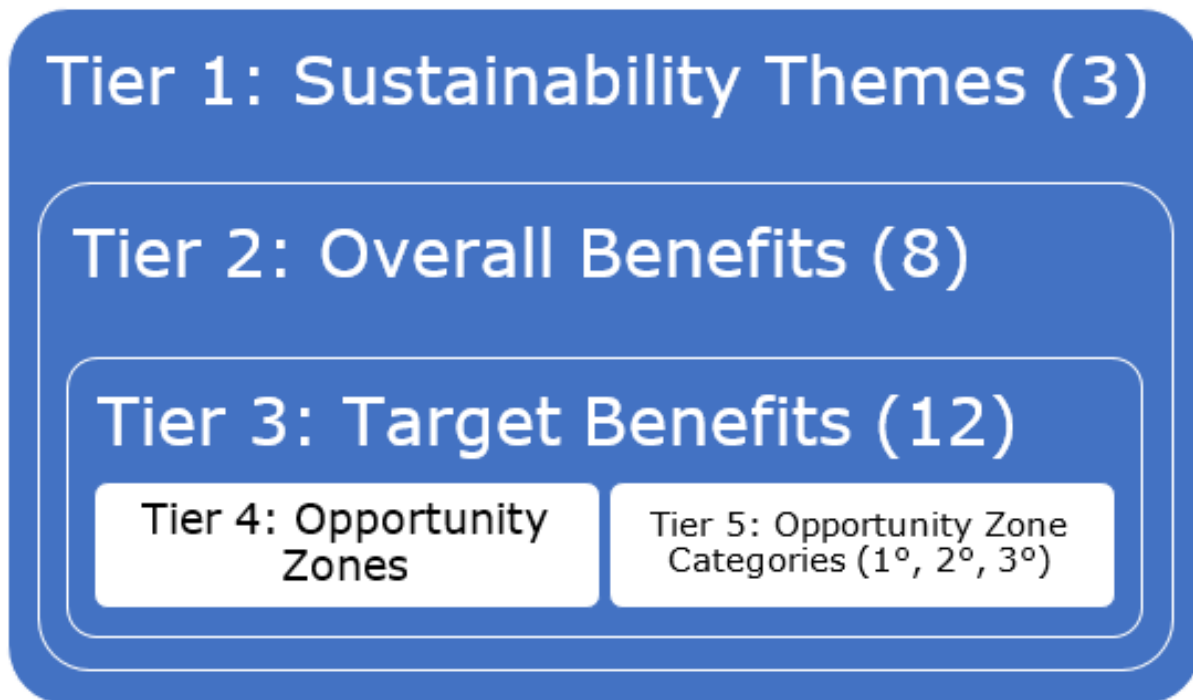 Tier 1: Sustainability Themes (3)
Tier 2: Overall Benefits (8)
Tier 3: Target Benefits (12)
Tier 4: Opportunity
Zones
Tier 5: Opportunity Zone
Categories (1º, 2º, 3º)